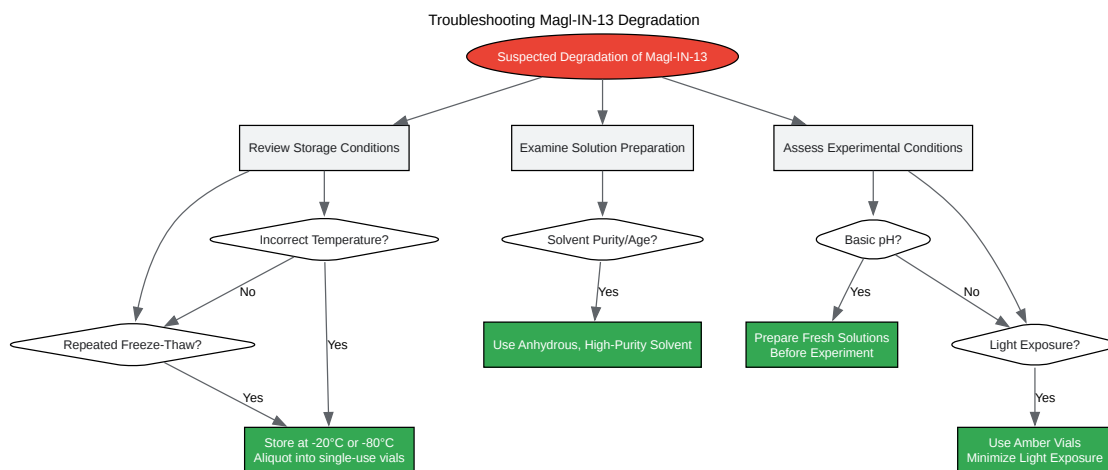 Troubleshooting Magl-IN-13 Degradation
Suspected Degradation of Magl-IN-13
Review Storage Conditions
Examine Solution Preparation
Assess Experimental Conditions
Incorrect Temperature?
Solvent Purity/Age?
Basic pH?
No
Yes
Yes
No
Repeated Freeze-Thaw?
Yes
Use Anhydrous, High-Purity Solvent
Prepare Fresh Solutions
Before Experiment
Light Exposure?
Yes
Yes
Store at -20°C or -80°C
Aliquot into single-use vials
Use Amber Vials
Minimize Light Exposure